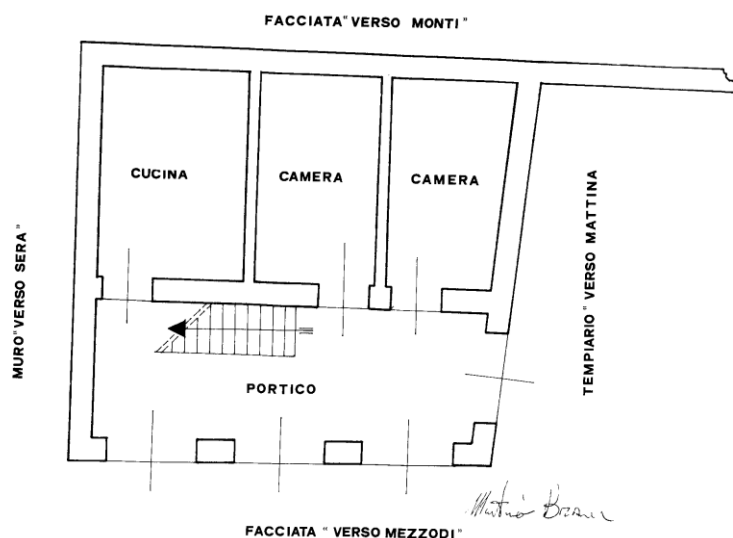 FACCIATA" VERSO MONTI"
CUCINA
CAMERA
CAMERA
MURO"VERSO SERA"
TEMPIARIO" VERSO MATTINA
PORTICO
FACCIATA " VERSO MEZZODI"